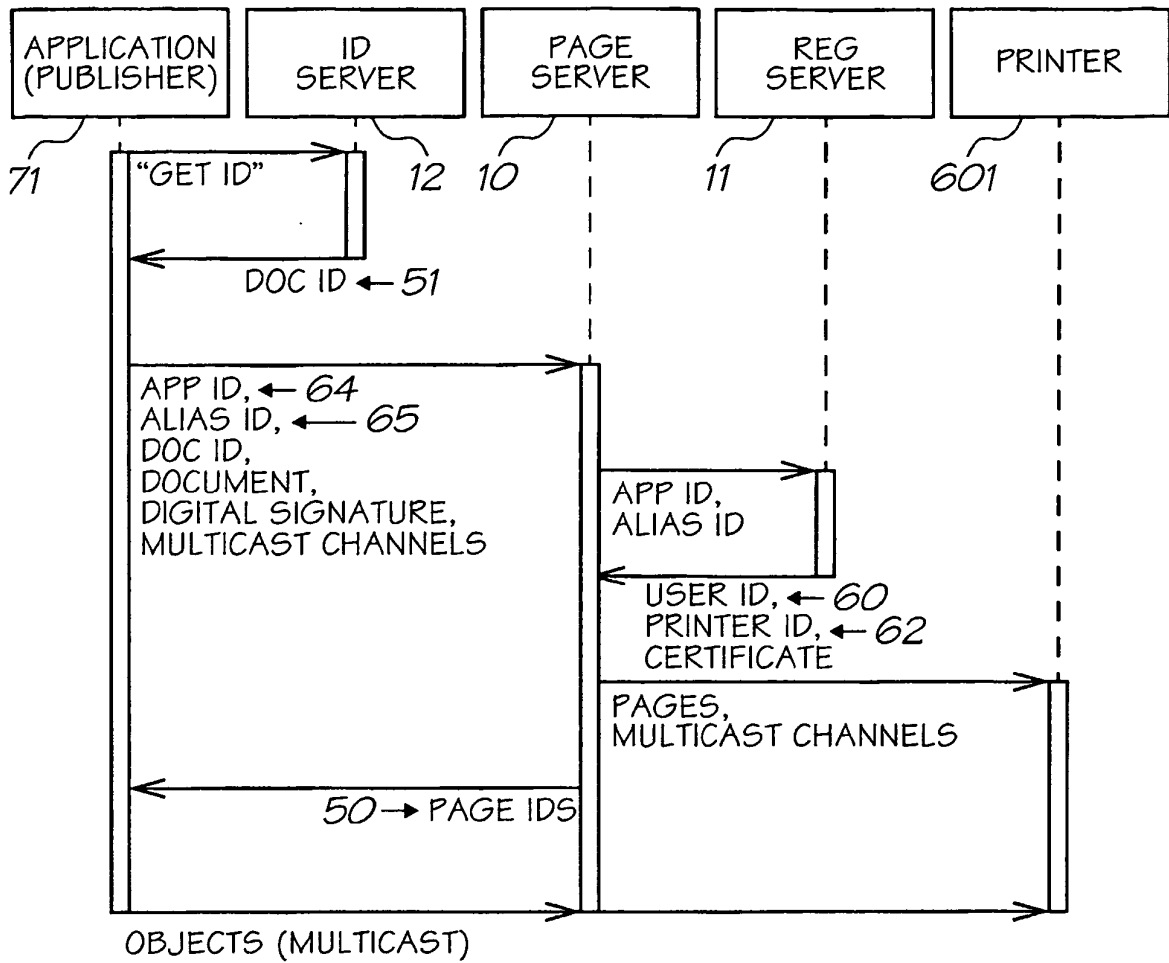 APPLICATION
(PUBLISHER)
ID
SERVER
PAGE
SERVER
REG
SERVER
PRINTER
71
12
10
11
601
"GET ID"
DOC ID 51
APP ID, 64
ALIAS ID, 65
DOC ID,
DOCUMENT,
DIGITAL SIGNATURE,
MULTICAST CHANNELS
APP ID,
ALIAS ID
USER ID, 60
PRINTER ID, 62
CERTIFICATE
PAGES,
MULTICAST CHANNELS
50 PAGE IDS
OBJECTS (MULTICAST)